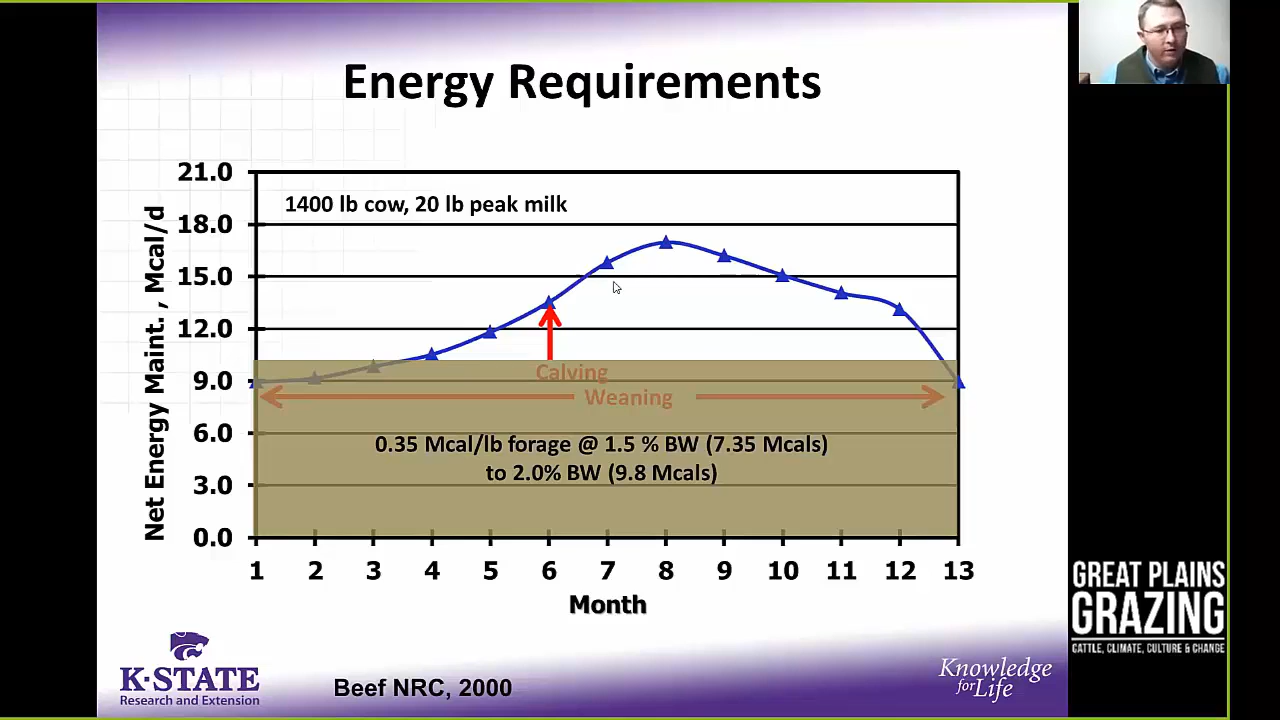 Energy Requirements
21.0
18.0
15.0
12.0
9.0
6.0
3.0
0.0
Net Energy Maint. , Mcal/d
1400 lb cow, 20 lb peak milk
Calving
Weaning
0.35 Mcal/lb forage @ 1.5 % BW (7.35 Mcals)
to 2.0% BW (9.8 Mcals)
1 2 3 4 5 6 7 8 9 10 11 12 13
Month
K-STATE
Research and Extension
Beef NRC, 2000
Knowledge
for Life
GREAT PLAINS
GRAZING
CATTLE, CLIMATE, CULTURE & CHANGE